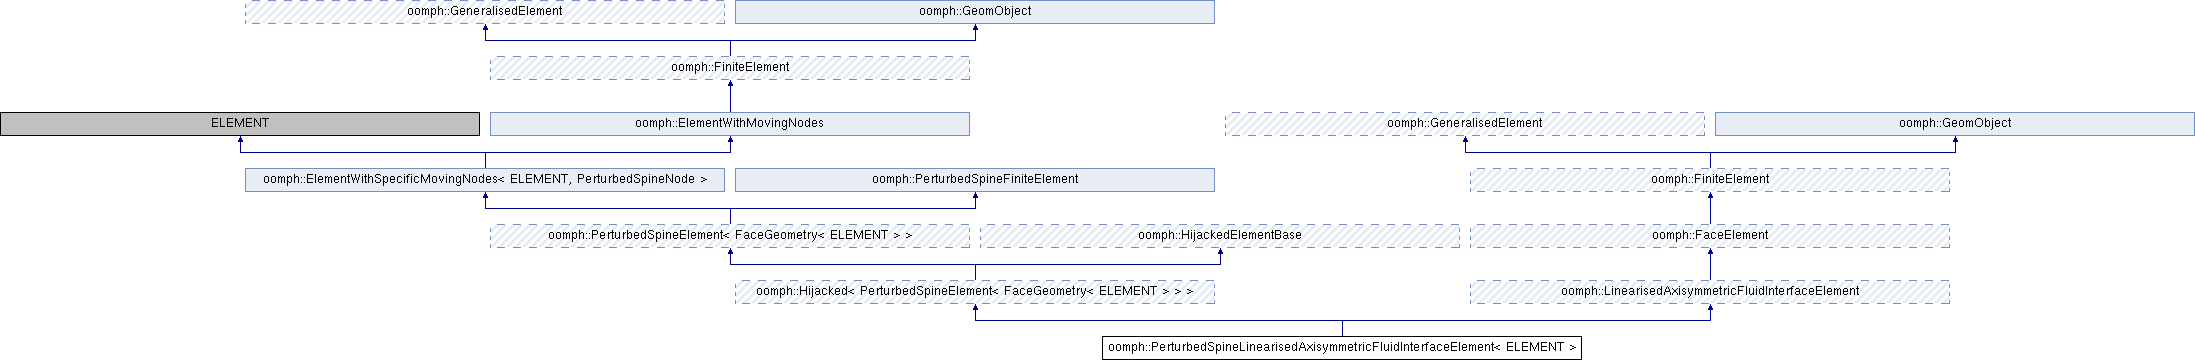 oomph::GeneralisedElement
oomph::GeomObject
oomph::FiniteElement
ELEMENT
oomph::ElementWithMovingNodes
oomph::GeneralisedElement
oomph::GeomObject
oomph::ElementWithSpecificMovingNodes< ELEMENT, PerturbedSpineNode >
oomph::PerturbedSpineFiniteElement
oomph::FiniteElement
oomph::PerturbedSpineElement< FaceGeometry< ELEMENT > >
oomph::HijackedElementBase
oomph::FaceElement
oomph::Hijacked< PerturbedSpineElement< FaceGeometry< ELEMENT > > >
oomph::LinearisedAxisymmetricFluidInterfaceElement
oomph::PerturbedSpineLinearisedAxisymmetricFluidInterfaceElement< ELEMENT >